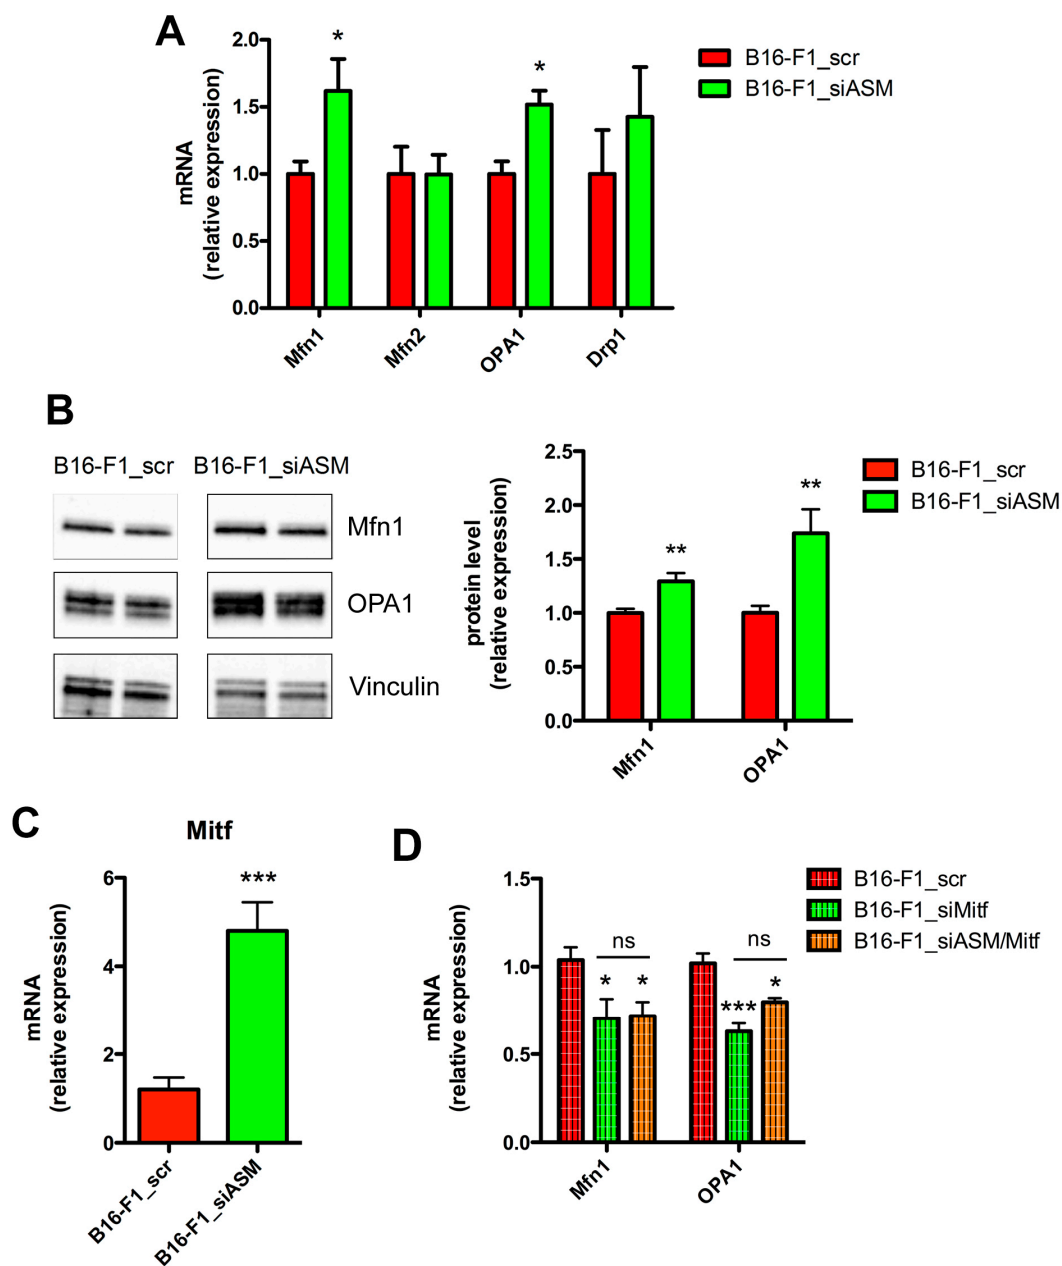 A
mRNA
(relative expression)
2.0
1.5
1.0
0.5
0.0
*
*
Mfn1
Mfn2
OPA1
Drp1
B16-F1_scr
B16-F1_siASM
B
B16-F1_scr
B16-F1_siASM
Mfn1
OPA1
Vinculin
protein level
(relative expression)
2.5
2.0
1.5
1.0
0.5
0.0
**
**
Mfn1
OPA1
B16-F1_scr
B16-F1_siASM
C
Mitf
mRNA
(relative expression)
6
4
2
0
***
B16-F1_scr
B16-F1_siASM
D
mRNA
(relative expression)
1.5
1.0
0.5
0.0
ns
* *
ns
*** *
Mfn1
OPA1
B16-F1_scr
B16-F1_siMitf
B16-F1_siASM/Mitf